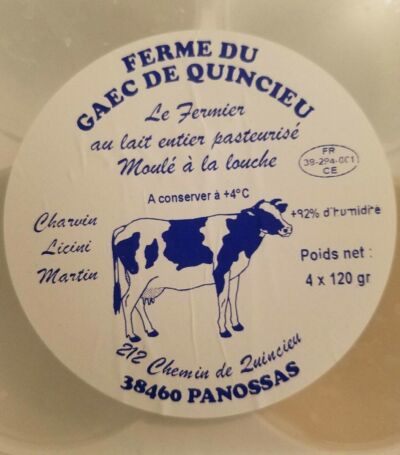 FERME DU
GAEC DE QUINCIEU
Le Fermier
au lait entier pasteurisé
Moulé à la louche
FR
38-294-001
CE
A conserver à +4°C
+82% d'humidité
Charvin
Licini
Martin
Poids net :
4 x 120 gr
212 Chemin de Quincieu
38460 PANOSSAS